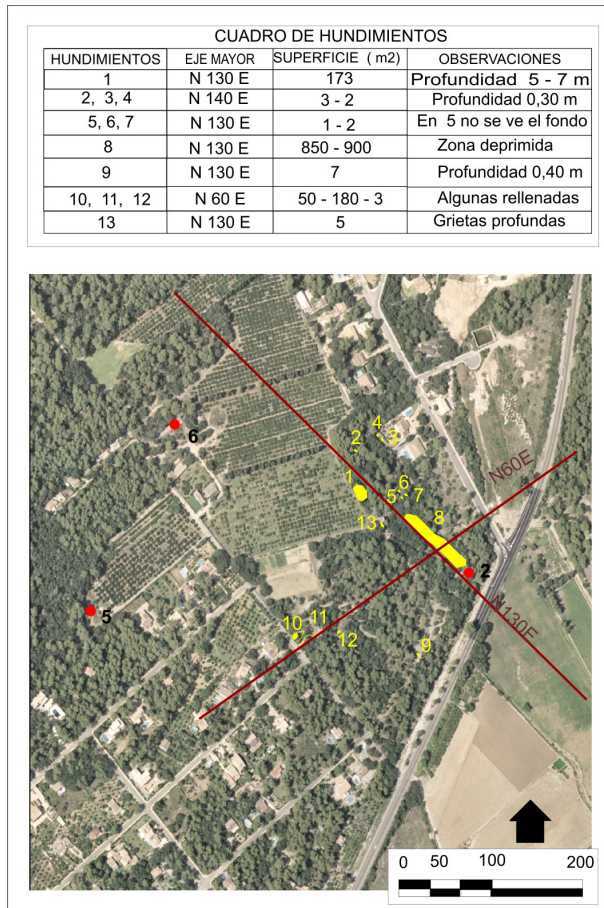 CUADRO DE HUNDIMIENTOS
HUNDIMIENTOS EJE MAYOR SUPERFICIE ( m2) OBSERVACIONES
1 N 130 E 173 Profundidad 5 - 7 m
2, 3, 4 N 140 E 3 - 2 Profundidad 0,30 m
5, 6, 7 N 130 E 1 - 2 En 5 no se ve el fondo
8 N 130 E 850 - 900 Zona deprimida
9 N 130 E 7 Profundidad 0,40 m
10, 11, 12 N 60 E 50 - 180 - 3 Algunas rellenadas
13 N 130 E 5 Grietas profundas
4
6
2
3
N60E
1
6
5
7
8
13
2
N130E
5
11
10
12
9
0 50 100 200